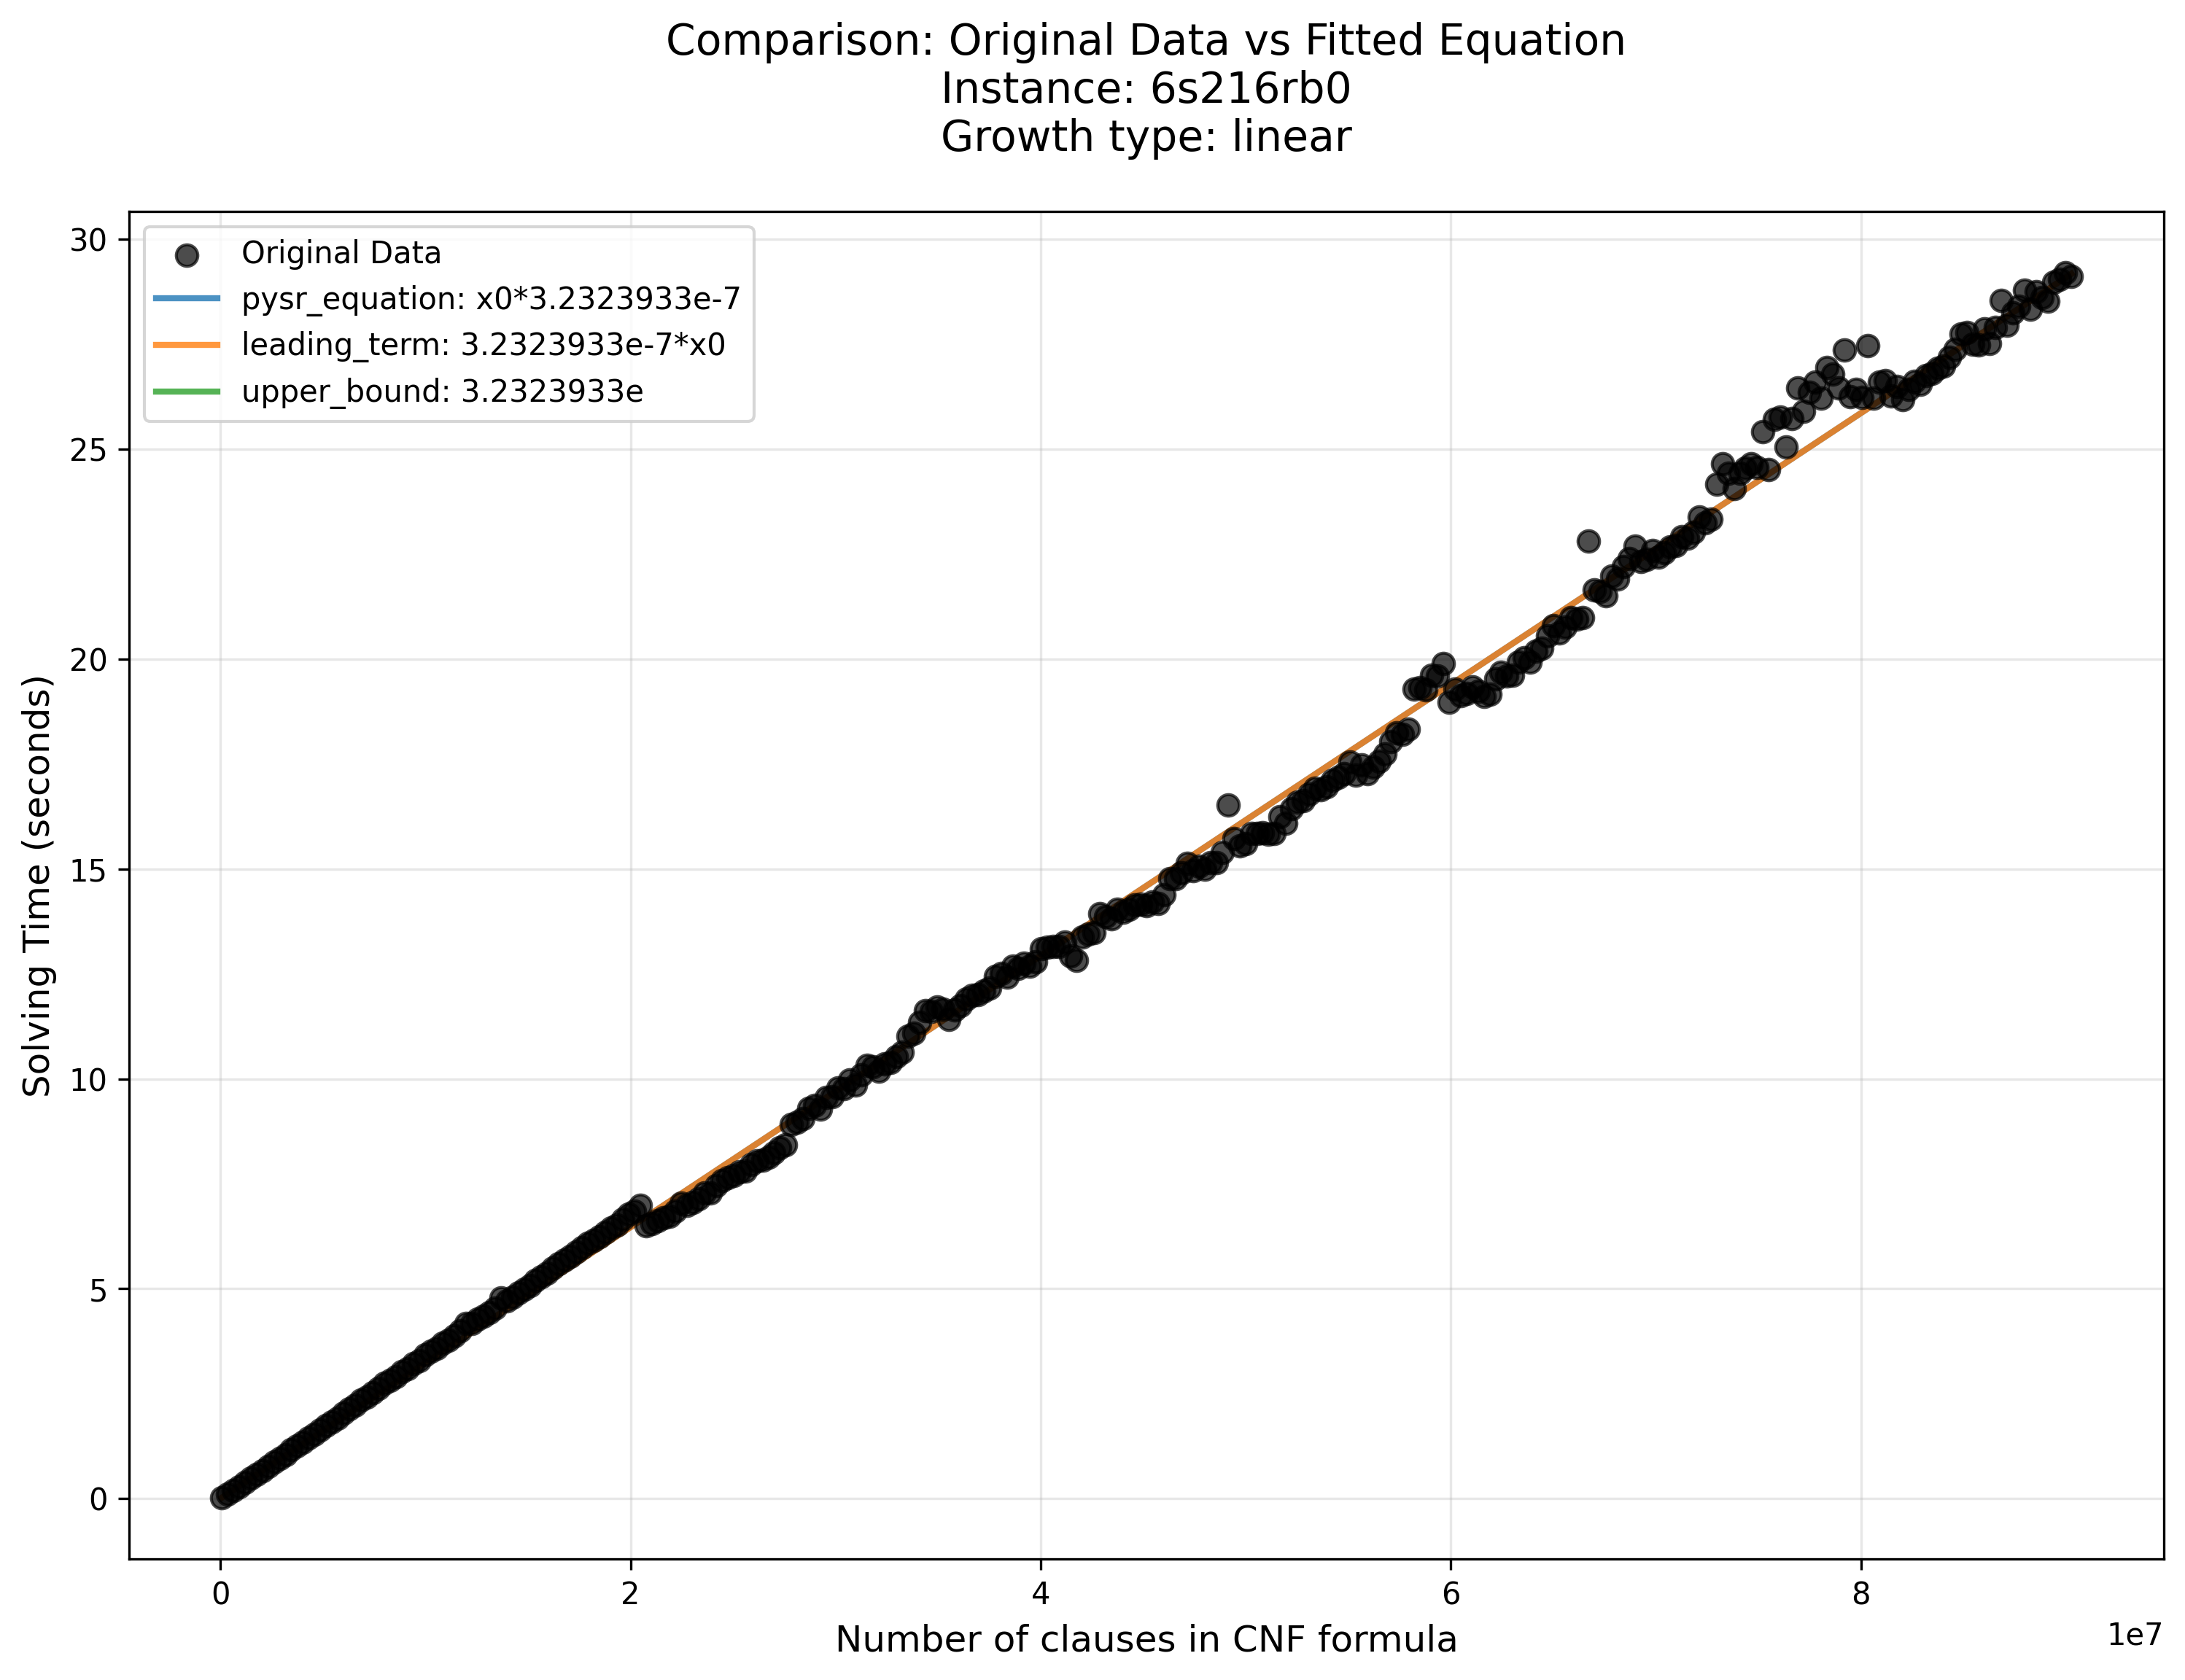 Comparison: Original Data vs Fitted Equation
Instance: 6s216rb0
Growth type: linear
Original Data
pysr_equation: x0*3.2323933e-7
leading_term: 3.2323933e-7*x0
upper_bound: 3.2323933e
30
25
20
15
10
5
0
Solving Time (seconds)
0 2 4 6 8
1e7
Number of clauses in CNF formula